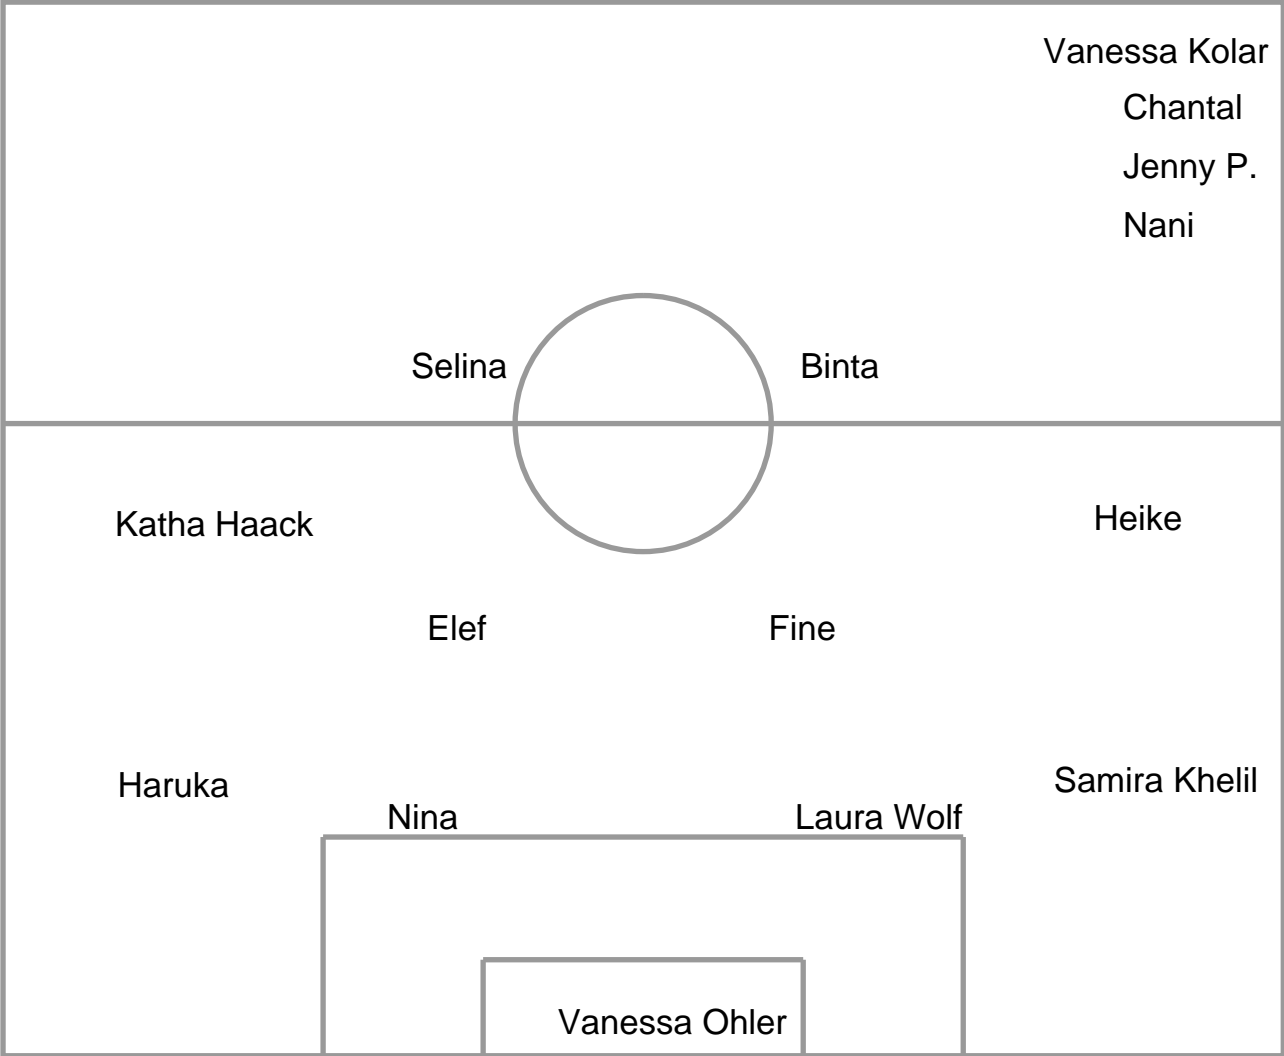 Vanessa Kolar
Chantal
Jenny P.
Nani
Selina
Binta
Katha Haack
Heike
Elef
Fine
Haruka
Samira Khelil
Nina
Laura Wolf
Vanessa Ohler